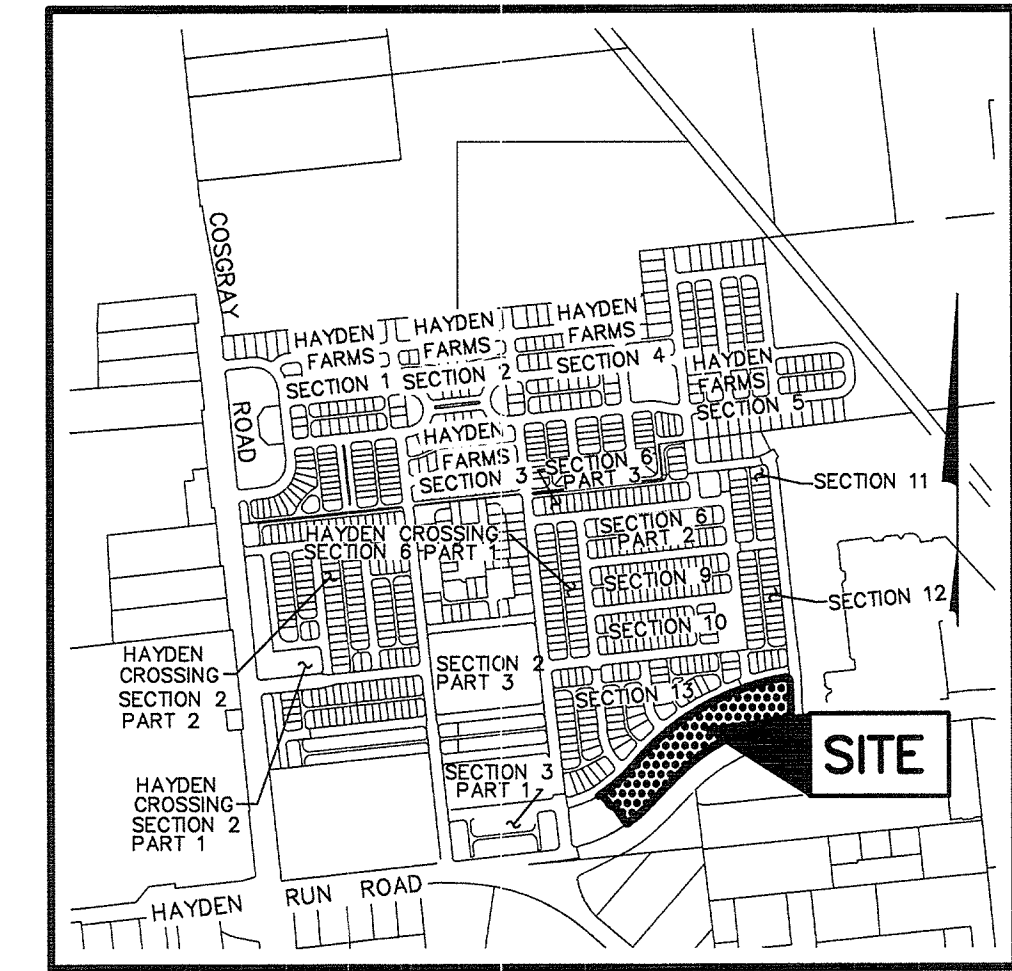 COSGRAY
ROAD
HAYDEN
FARMS
SECTION 1
HAYDEN
FARMS
SECTION 2
HAYDEN
FARMS
SECTION 4
HAYDEN
FARMS
SECTION 5
HAYDEN
FARMS
SECTION 3
SECTION 6
PART 3
SECTION 11
HAYDEN CROSSING
SECTION 6 PART 1
SECTION 6
PART 2
SECTION 9
SECTION 12
SECTION 10
HAYDEN
CROSSING
SECTION 2
PART 2
SECTION 2
PART 3
SECTION 13
SITE
HAYDEN
CROSSING
SECTION 2
PART 1
SECTION 3
PART 1
HAYDEN RUN ROAD